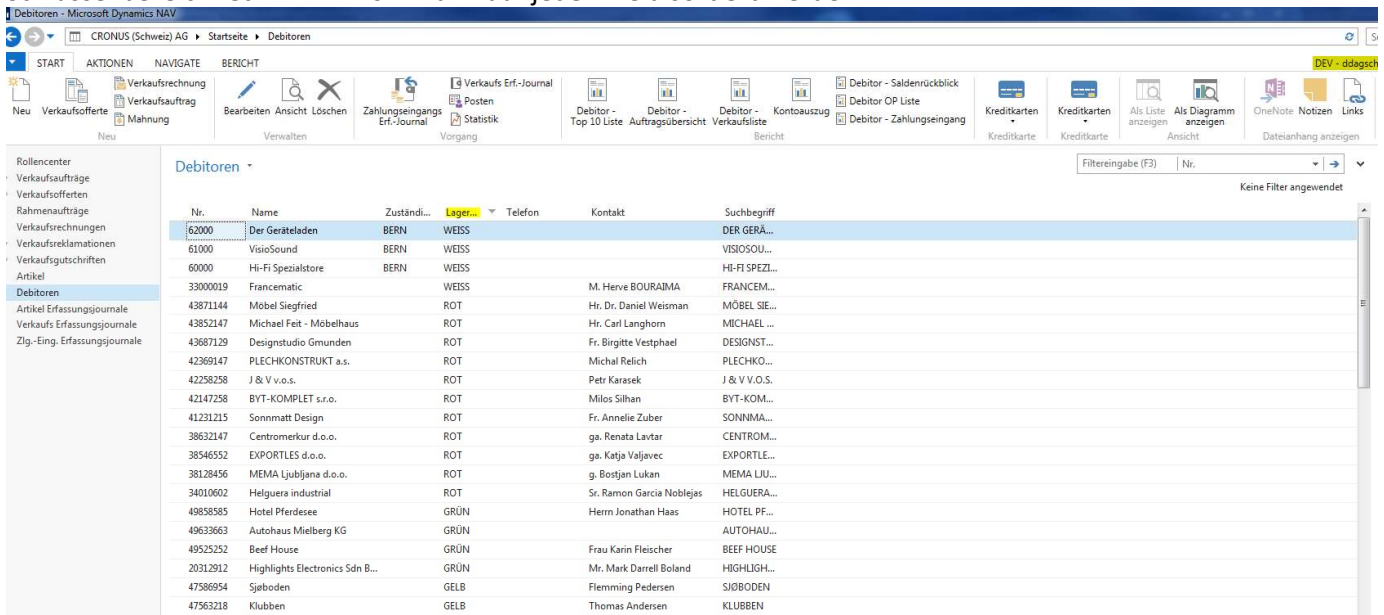 Debitoren - Microsoft Dynamics NAV
CRONUS (Schweiz) AG ▸ Startseite ▸ Debitoren
START AKTIONEN NAVIGATE BERICHT
DEV - ddagsch
Neu
Verkaufsofferte
Verkaufsrechnung
Verkaufsauftrag
Mahnung
Neu
Bearbeiten
Ansicht
Löschen
Verwalten
Zahlungseingangs
Erf.-Journal
Verkaufs Erf.-Journal
Posten
Statistik
Vorgang
Debitor -
Top 10 Liste
Debitor -
Auftragsübersicht
Debitor -
Verkaufsliste
Kontoauszug
Debitor - Saldenrückblick
Debitor OP Liste
Debitor - Zahlungseingang
Bericht
Kreditkarten
Kreditkarte
Kreditkarten
Kreditkarte
Als Liste
anzeigen
Als Diagramm
anzeigen
Ansicht
OneNote
Notizen
Links
Dateianhang anzeigen
Rollencenter
Verkaufsaufträge
Verkaufsofferten
Rahmenaufträge
Verkaufsrechnungen
Verkaufsreklamationen
Verkaufsgutschriften
Artikel
Debitoren
Artikel Erfassungsjournale
Verkaufs Erfassungsjournale
Zlg.-Eing. Erfassungsjournale
Debitoren
Filtereingabe (F3) Nr.
Keine Filter angewendet
Nr. Name Zuständi... Lager... Telefon Kontakt Suchbegriff
62000 Der Geräteladen BERN WEISS DER GERÄ...
61000 VisioSound BERN WEISS VISIOSOU...
60000 Hi-Fi Spezialstore BERN WEISS HI-FI SPEZI...
33000019 Francematic WEISS M. Herve BOURAIMA FRANCEM...
43871144 Möbel Siegfried ROT Hr. Dr. Daniel Weisman MÖBEL SIE...
43852147 Michael Feit - Möbelhaus ROT Hr. Carl Langhorn MICHAEL ...
43687129 Designstudio Gmunden ROT Fr. Birgitte Vestphael DESIGNST...
42369147 PLECHKONSTRUKT a.s. ROT Michal Relich PLECHKO...
42258258 J & V v.o.s. ROT Petr Karasek J & V V.O.S.
42147258 BYT-KOMPLET s.r.o. ROT Milos Silhan BYT-KOM...
41231215 Sonnmatt Design ROT Fr. Annelie Zuber SONNMA...
38632147 Centromerkur d.o.o. ROT ga. Renata Lavtar CENTROM...
38546552 EXPORTLES d.o.o. ROT ga. Katja Valjavec EXPORTLE...
38128456 MEMA Ljubljana d.o.o. ROT g. Bostjan Lukan MEMA LJU...
34010602 Helguera industrial ROT Sr. Ramon Garcia Noblejas HELGUERA...
49858585 Hotel Pferdesee GRÜN Herrn Jonathan Haas HOTEL PF...
49633663 Autohaus Mielberg KG GRÜN AUTOHAU...
49525252 Beef House GRÜN Frau Karin Fleischer BEEF HOUSE
20312912 Highlights Electronics Sdn B... GRÜN Mr. Mark Darrell Boland HIGHLIGH...
47586954 Sjøboden GELB Flemming Pedersen SJØBODEN
47563218 Klubben GELB Thomas Andersen KLUBBEN